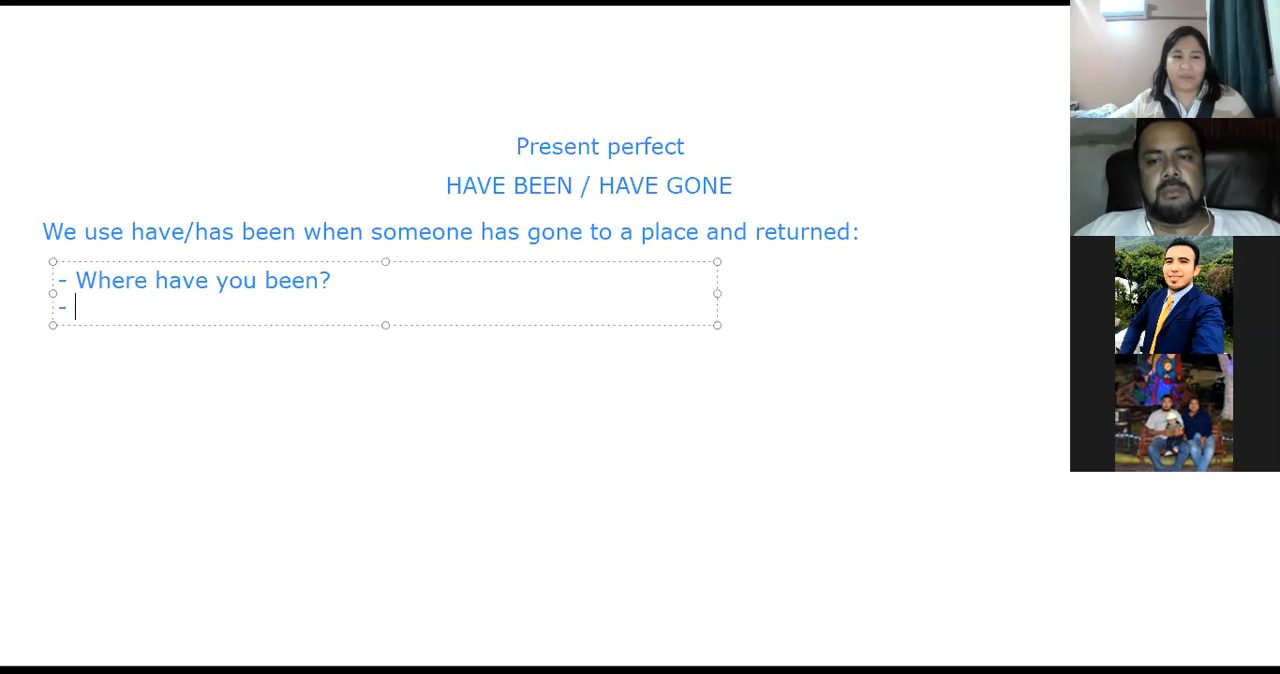 Present perfect
HAVE BEEN / HAVE GONE
We use have/has been when someone has gone to a place and returned:
- Where have you been?
-